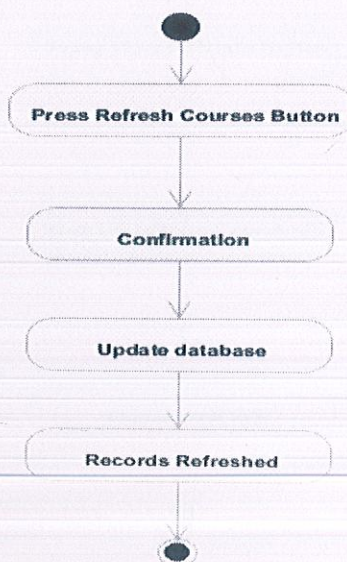 Press Refresh Courses Button
Confirmation
Update database
Records Refreshed